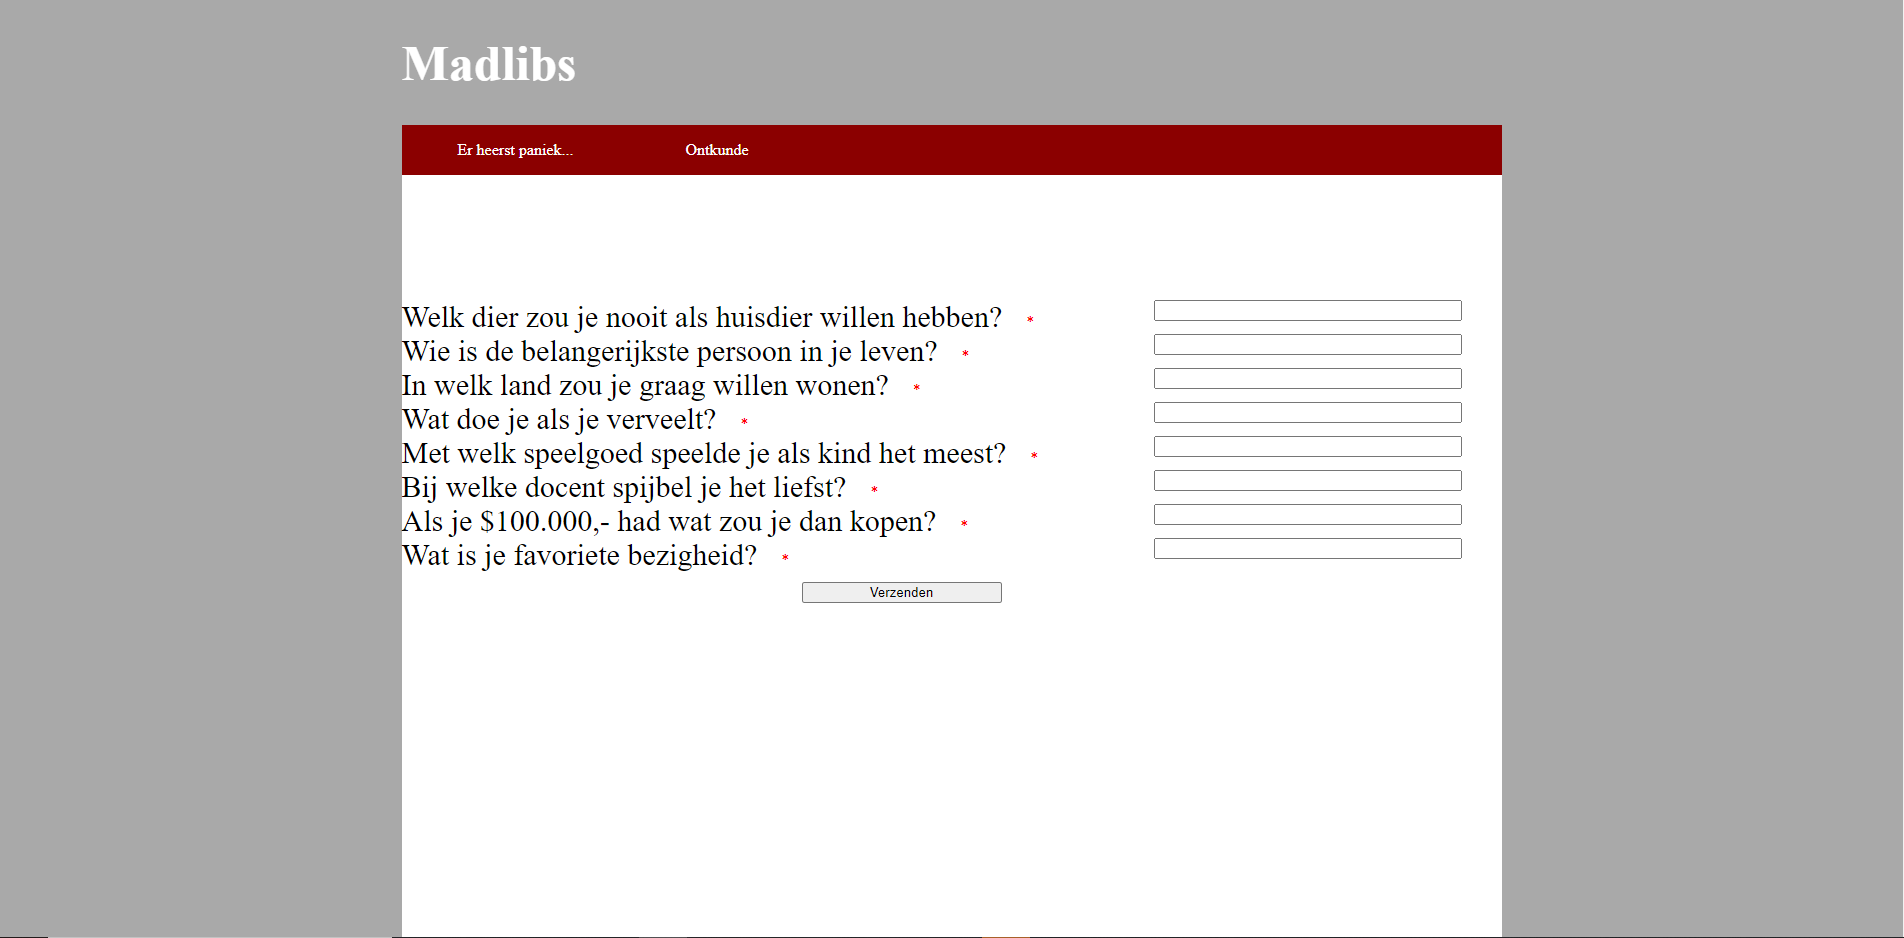 Madlibs
Er heerst paniek... Ontkunde
Welk dier zou je nooit als huisdier willen hebben? *
Wie is de belangerijkste persoon in je leven? *
In welk land zou je graag willen wonen? *
Wat doe je als je verveelt? *
Met welk speelgoed speelde je als kind het meest? *
Bij welke docent spijbel je het liefst? *
Als je $100.000,- had wat zou je dan kopen? *
Wat is je favoriete bezigheid? *
Verzenden